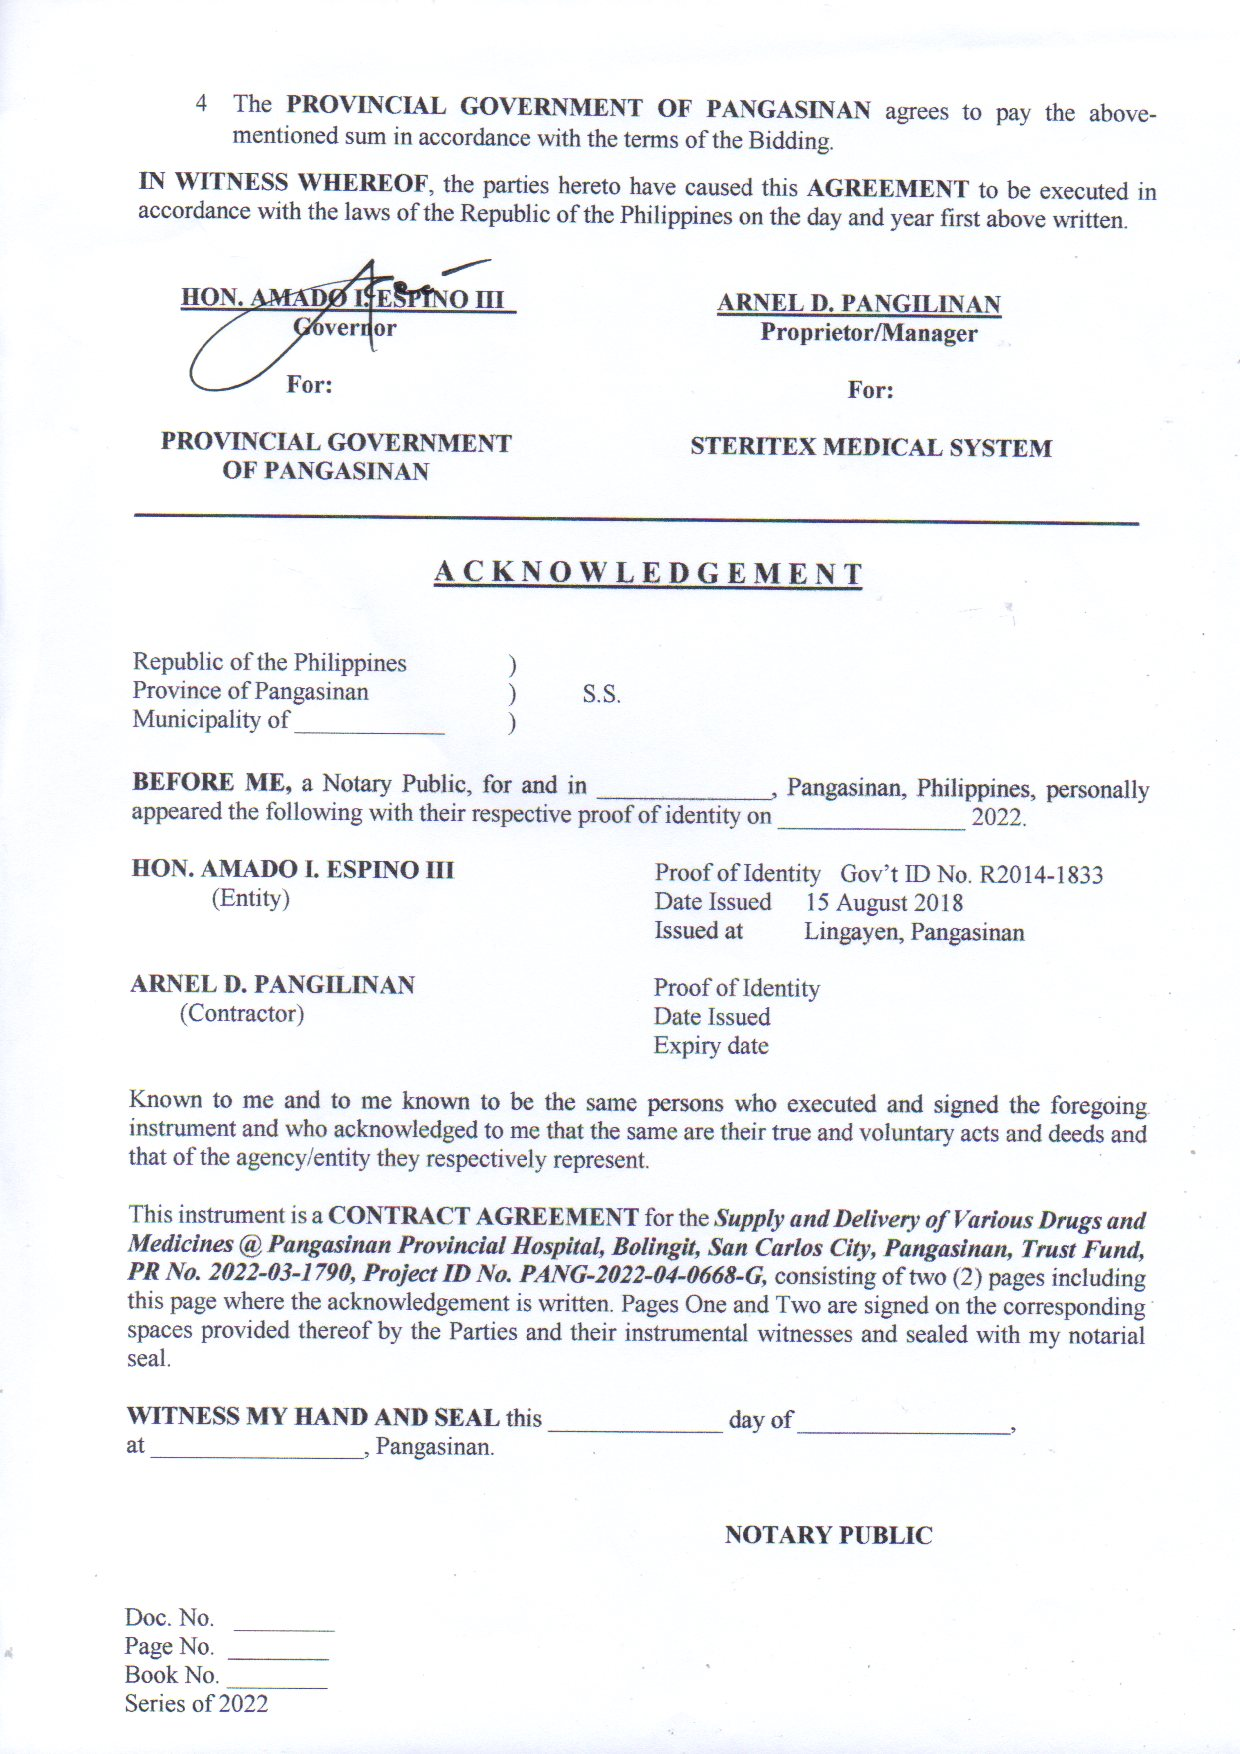 4 The PROVINCIAL GOVERNMENT OF PANGASINAN agrees to pay the above-
mentioned sum in accordance with the terms of the Bidding.
IN WITNESS WHEREOF, the parties hereto have caused this AGREEMENT to be executed in
accordance with the laws of the Republic of the Philippines on the day and year first above written.
HON. AMADO I. ESPINO III ARNEL D. PANGILINAN
Governor Proprietor/Manager
For: For:
PROVINCIAL GOVERNMENT STERITEX MEDICAL SYSTEM
OF PANGASINAN
ACKNOWLEDGEMENT
Republic of the Philippines )
Province of Pangasinan ) S.S.
Municipality of ____________ )
BEFORE ME, a Notary Public, for and in ______________, Pangasinan, Philippines, personally
appeared the following with their respective proof of identity on _______________ 2022.
HON. AMADO I. ESPINO III Proof of Identity Gov't ID No. R2014-1833
(Entity) Date Issued 15 August 2018
Issued at Lingayen, Pangasinan
ARNEL D. PANGILINAN Proof of Identity
(Contractor) Date Issued
Expiry date
Known to me and to me known to be the same persons who executed and signed the foregoing
instrument and who acknowledged to me that the same are their true and voluntary acts and deeds and
that of the agency/entity they respectively represent.
This instrument is a CONTRACT AGREEMENT for the Supply and Delivery of Various Drugs and
Medicines @ Pangasinan Provincial Hospital, Bolingit, San Carlos City, Pangasinan, Trust Fund,
PR No. 2022-03-1790, Project ID No. PANG-2022-04-0668-G, consisting of two (2) pages including
this page where the acknowledgement is written. Pages One and Two are signed on the corresponding
spaces provided thereof by the Parties and their instrumental witnesses and sealed with my notarial
seal.
WITNESS MY HAND AND SEAL this ______________ day of _________________,
at _________________, Pangasinan.
NOTARY PUBLIC
Doc. No. ________
Page No. ________
Book No. ________
Series of 2022